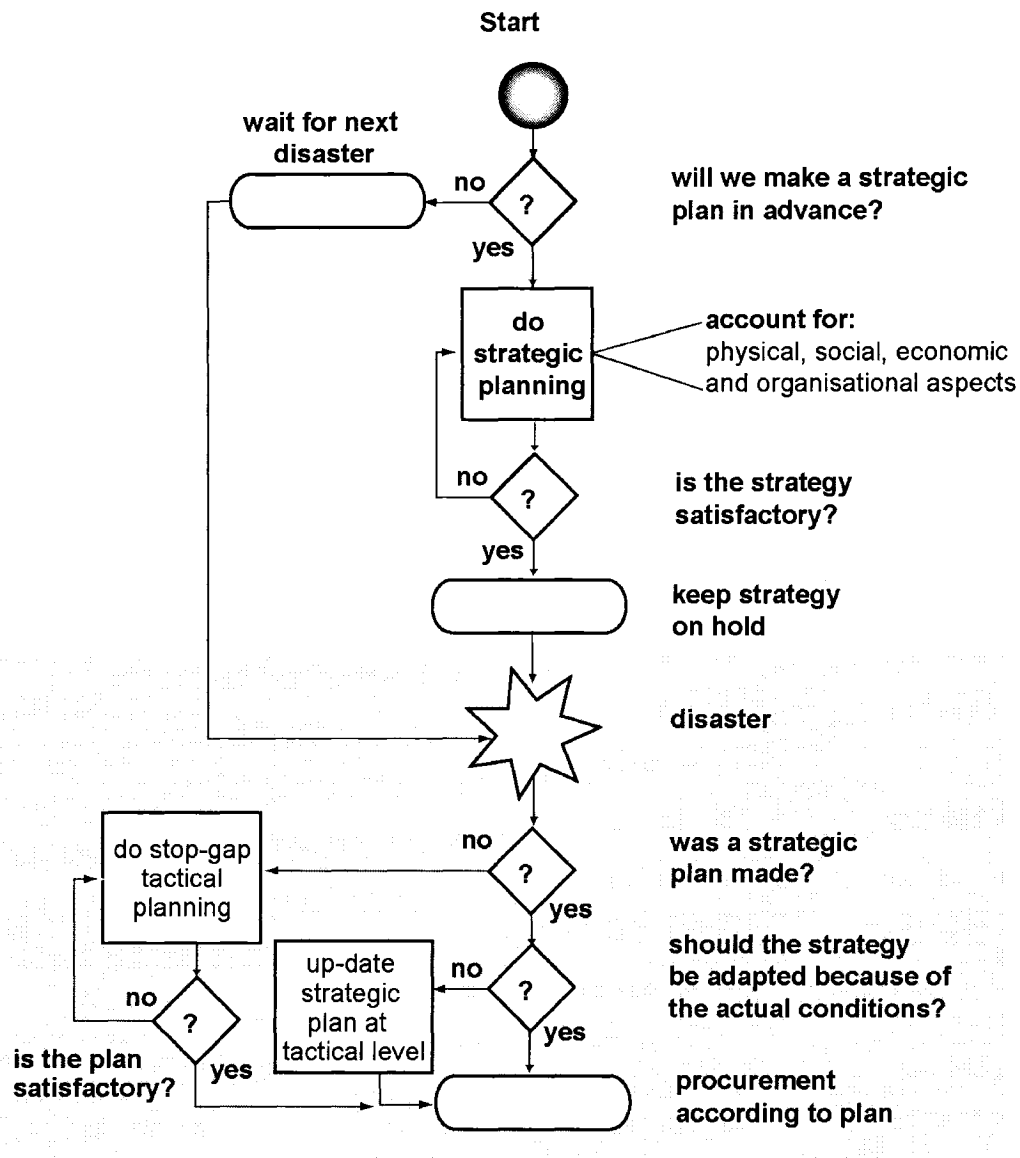 Start
wait for next
disaster
no
?
will we make a strategic
plan in advance?
yes
do
strategic
planning
account for:
physical, social, economic
and organisational aspects
no
?
is the strategy
satisfactory?
yes
keep strategy
on hold
disaster
do stop-gap
tactical
planning
no
?
was a strategic
plan made?
yes
up-date
strategic
plan at
tactical level
no
?
should the strategy
be adapted because of
the actual conditions?
yes
no
?
is the plan
satisfactory?
yes
procurement
according to plan